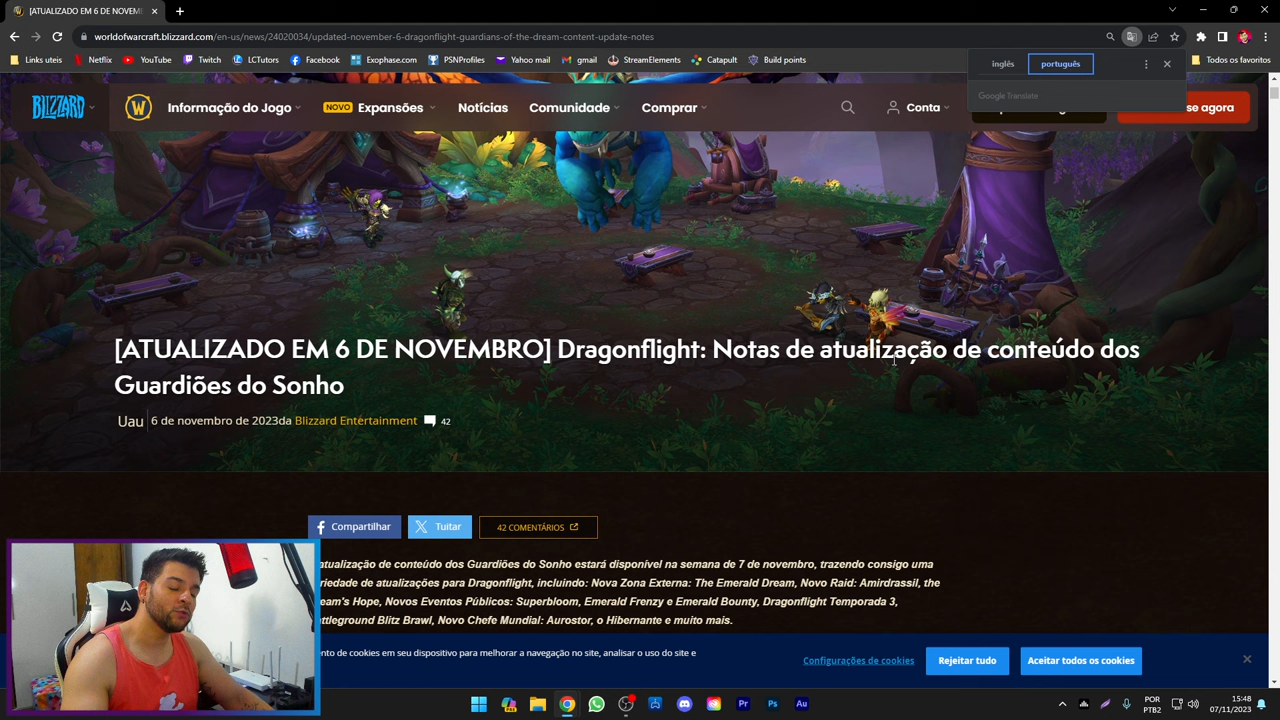 [ATUALIZADO EM 6 DE NOVEM
worldofwarcraft.blizzard.com/en-us/news/24020034/updated-november-6-dragonflight-guardians-of-the-dream-content-update-notes
Links uteis Netflix YouTube Twitch LCTutors Facebook Exophase.com PSNProfiles Yahoo mail gmail StreamElements Catapult Build points Todos os favoritos
inglês português
Google Translate
BLIZZARD W Informação do Jogo NOVO Expansões Notícias Comunidade Comprar Conta se agora
[ATUALIZADO EM 6 DE NOVEMBRO] Dragonflight: Notas de atualização de conteúdo dos
Guardiões do Sonho
Uau 6 de novembro de 2023da Blizzard Entertainment 42
Compartilhar Tuitar 42 COMENTÁRIOS
atualização de conteúdo dos Guardiões do Sonho estará disponível na semana de 7 de novembro, trazendo consigo uma
riedade de atualizações para Dragonflight, incluindo: Nova Zona Externa: The Emerald Dream, Novo Raid: Amirdrassil, the
eam's Hope, Novos Eventos Públicos: Superbloom, Emerald Frenzy e Emerald Bounty, Dragonflight Temporada 3,
attleground Blitz Brawl, Novo Chefe Mundial: Aurostor, o Hibernante e muito mais.
ento de cookies em seu dispositivo para melhorar a navegação no site, analisar o uso do site e
Configurações de cookies Rejeitar tudo Aceitar todos os cookies
Pr Ps Au
POR 15:48
PTB2 07/11/2023